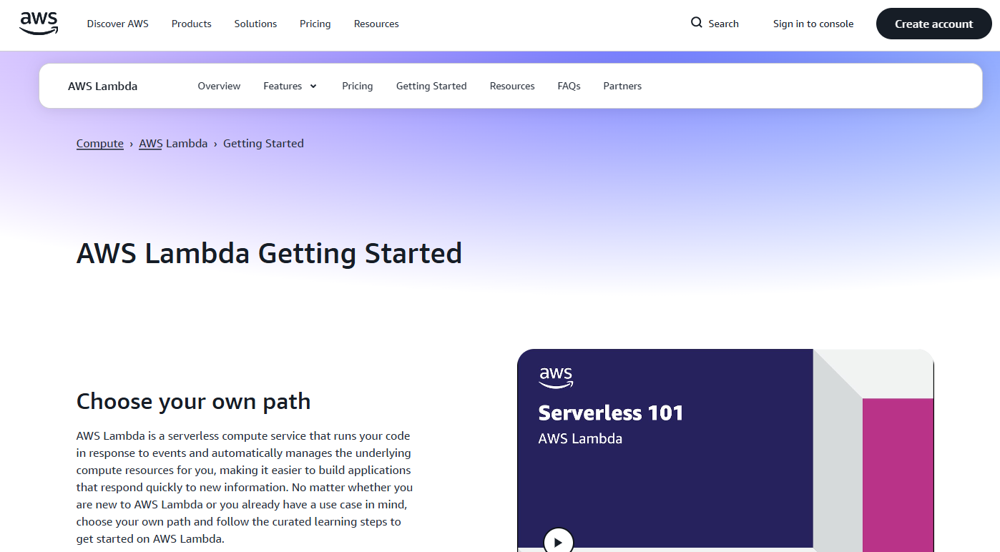 aws Discover AWS Products Solutions Pricing Resources Search Sign in to console Create account
AWS Lambda Overview Features Pricing Getting Started Resources FAQs Partners
Compute › AWS Lambda › Getting Started
AWS Lambda Getting Started
Choose your own path
AWS Lambda is a serverless compute service that runs your code
in response to events and automatically manages the underlying
compute resources for you, making it easier to build applications
that respond quickly to new information. No matter whether you
are new to AWS Lambda or you already have a use case in mind,
choose your own path and follow the curated learning steps to
get started on AWS Lambda.
aws
Serverless 101
AWS Lambda